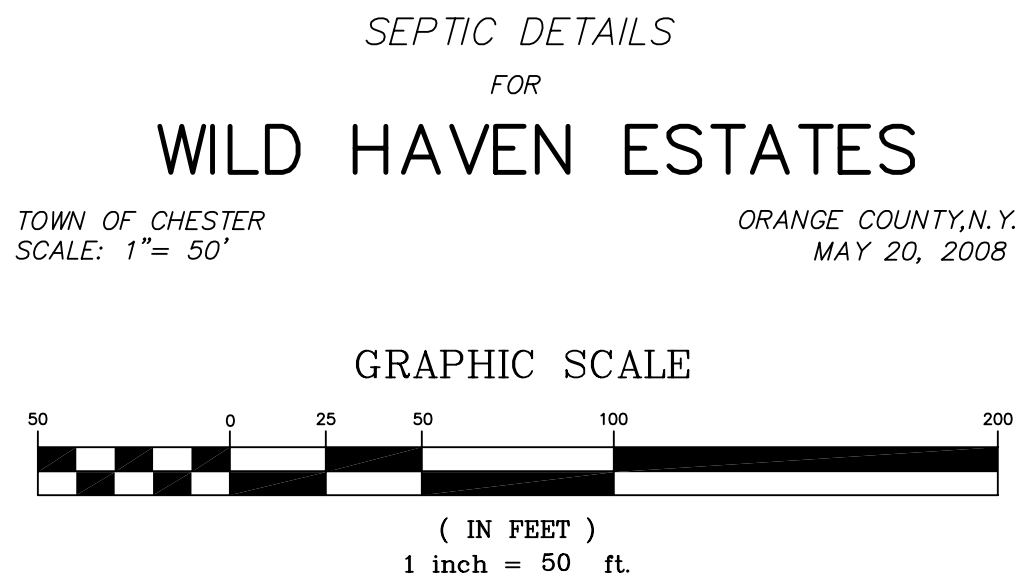 SEPTIC DETAILS
FOR
WILD HAVEN ESTATES
TOWN OF CHESTER
SCALE: 1"= 50'
ORANGE COUNTY,N.Y.
MAY 20, 2008
GRAPHIC SCALE
50 0 25 50 100 200
( IN FEET )
1 inch = 50 ft.